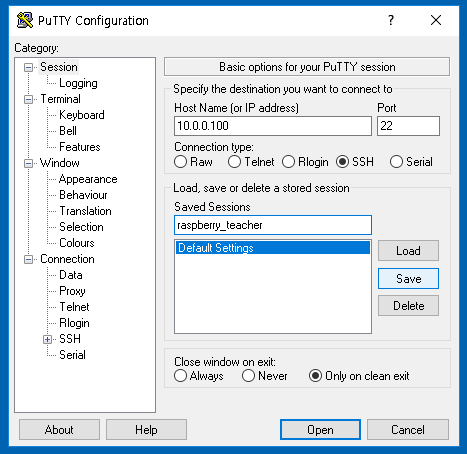 PuTTY Configuration
?
Category:
Session
Logging
Terminal
Keyboard
Bell
Features
Window
Appearance
Behaviour
Translation
Selection
Colours
Connection
Data
Proxy
Telnet
Rlogin
SSH
Serial
Basic options for your PuTTY session
Specify the destination you want to connect to
Host Name (or IP address) Port
10.0.0.100 22
Connection type:
Raw Telnet Rlogin SSH Serial
Load, save or delete a stored session
Saved Sessions
raspberry_teacher
Default Settings
Load
Save
Delete
Close window on exit:
Always Never Only on clean exit
About Help Open Cancel